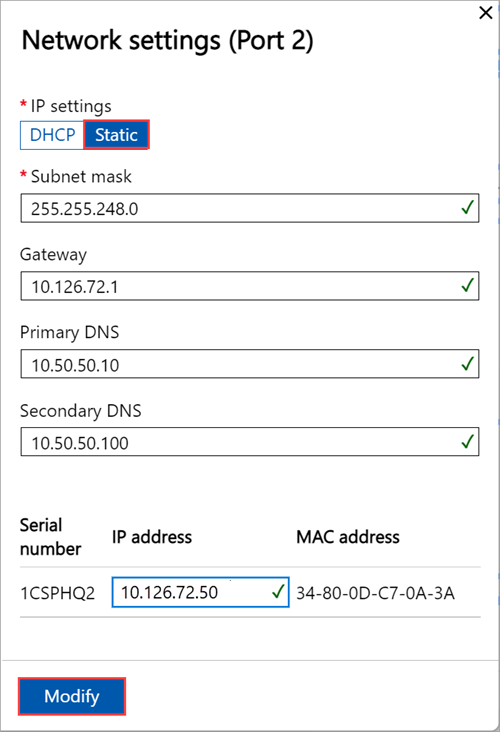 Network settings (Port 2)
* IP settings
DHCP Static
* Subnet mask
255.255.248.0
Gateway
10.126.72.1
Primary DNS
10.50.50.10
Secondary DNS
10.50.50.100
Serial number IP address MAC address
1CSPHQ2 10.126.72.50 34-80-0D-C7-0A-3A
Modify